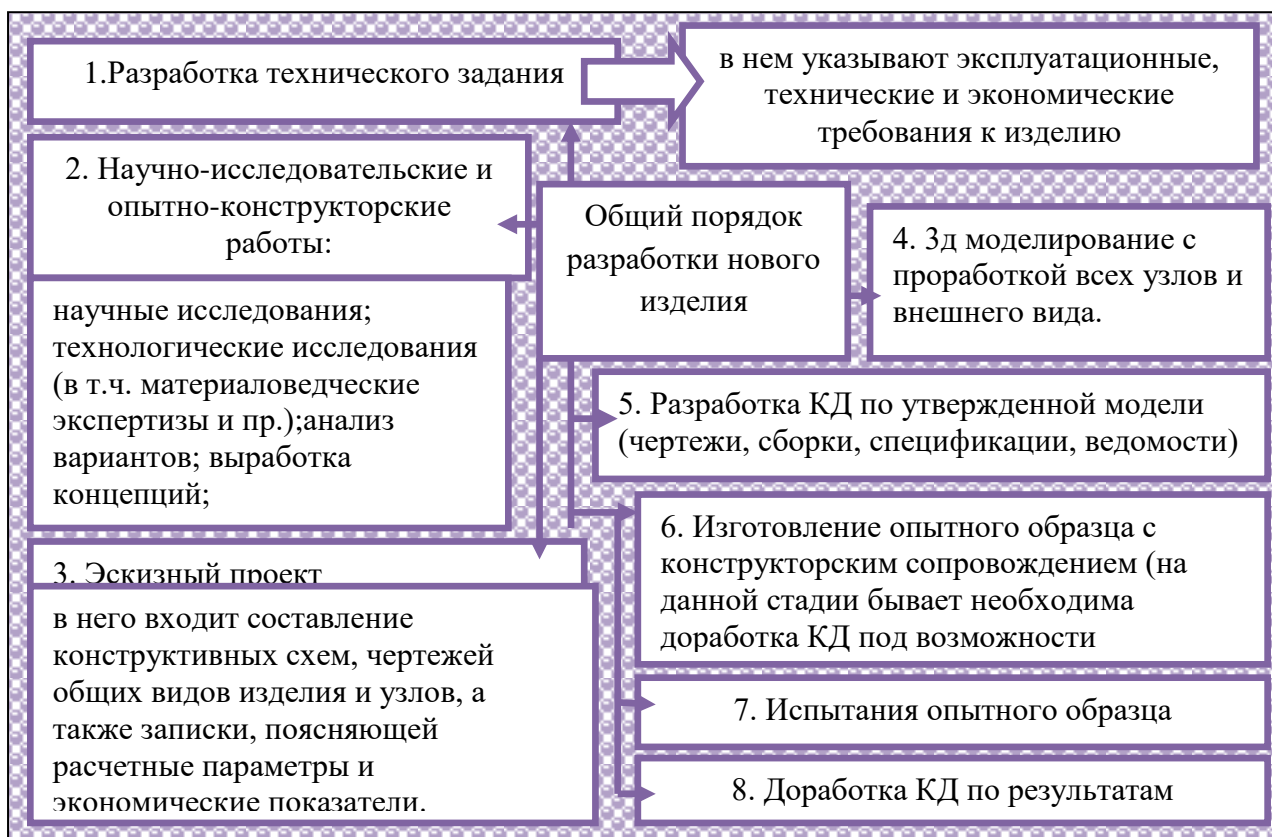 1.Разработка технического задания
в нем указывают эксплуатационные,
технические и экономические
требования к изделию
2. Научно-исследовательские и
опытно-конструкторские
работы:
научные исследования;
технологические исследования
(в т.ч. материаловедческие
экспертизы и пр.);анализ
вариантов; выработка
концепций;
Общий порядок
разработки нового
изделия
3. Эскизный проект
в него входит составление
конструктивных схем, чертежей
общих видов изделия и узлов, а
также записки, поясняющей
расчетные параметры и
экономические показатели.
4. 3д моделирование с
проработкой всех узлов и
внешнего вида.
5. Разработка КД по утвержденной модели
(чертежи, сборки, спецификации, ведомости)
6. Изготовление опытного образца с
конструкторским сопровождением (на
данной стадии бывает необходима
доработка КД под возможности
7. Испытания опытного образца
8. Доработка КД по результатам